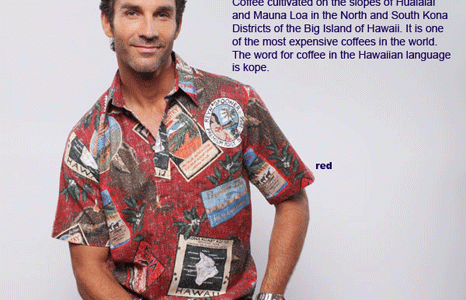 Coffee cultivated on the slopes of Hualalai
and Mauna Loa in the North and South Kona
Districts of the Big Island of Hawaii. It is one
of the most expensive coffees in the world.
The word for coffee in the Hawaiian language
is kope.
red
HAWAII